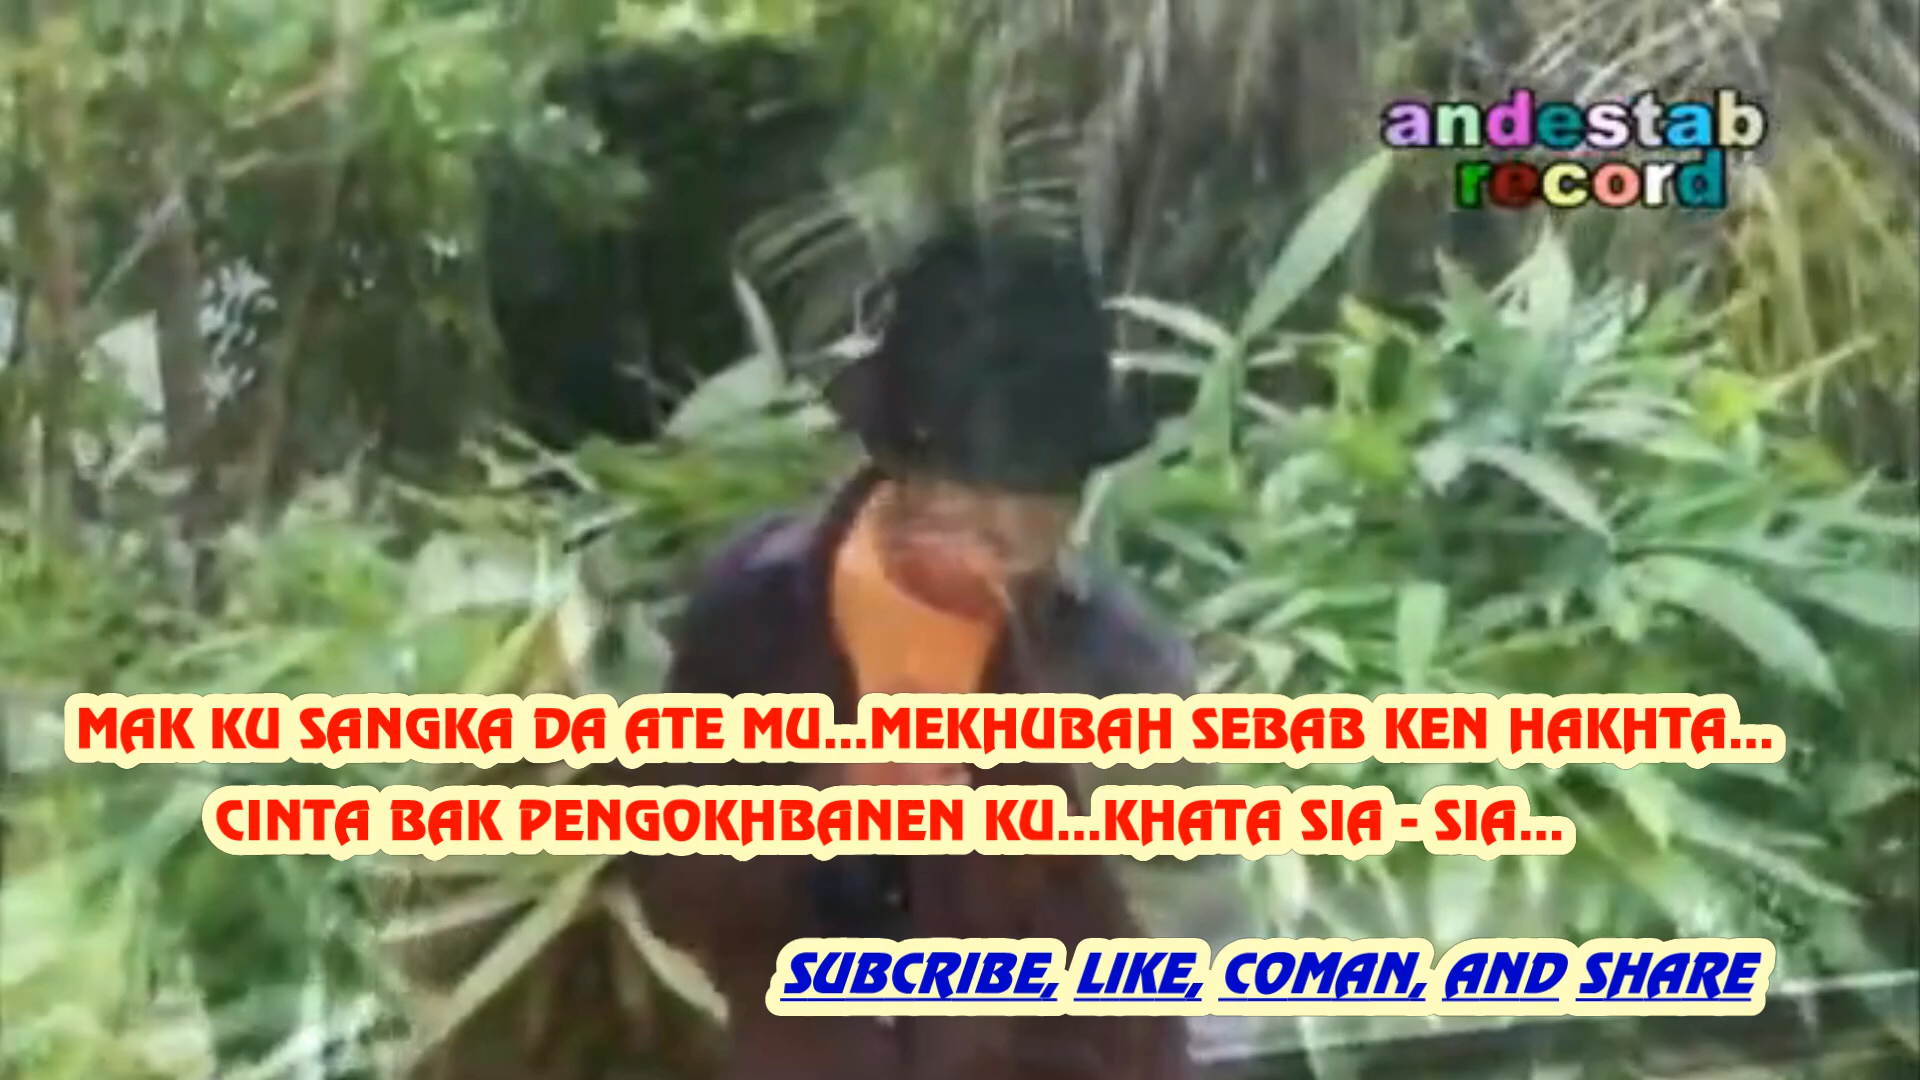 andestab
record
MAK KU SANGKA DA ATE MU...MEKHUBAH SEBAB KEN HAKHTA...
CINTA BAK PENGOKHBANEN KU...KHATA SIA - SIA...
SUBCRIBE, LIKE, COMAN, AND SHARE